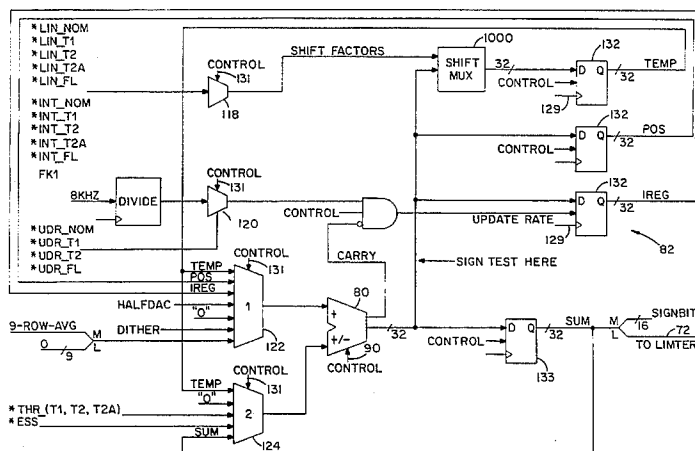 * LIN_NOM
* LIN_T1
* LIN_T2
* LIN_T2A
* LIN_FL
* INT_NOM
* INT_T1
* INT_T2
* INT_T2A
* INT_FL
FK1
CONTROL
131
118
SHIFT_FACTORS
1000
SHIFT MUX
32
132
D Q
32
TEMP
CONTROL
129
132
D Q
32
POS
CONTROL
8KHZ
DIVIDE
CONTROL
131
120
CONTROL
132
D Q
32
IREG
UPDATE RATE
129
82
* UDR_NOM
* UDR_T1
* UDR_T2
* UDR_FL
CARRY
SIGN TEST HERE
TEMP
POS
IREG
HALFDAC
"0"
DITHER
CONTROL
131
1
122
9-ROW-AVG
M
0
9
L
80
+
+/-
90
CONTROL
32
D Q
32
SUM
CONTROL
133
M
L
16
SIGNBIT
72
TO LIMTER
TEMP
"0"
* THR_(T1, T2, T2A)
* ESS
SUM
CONTROL
131
2
124